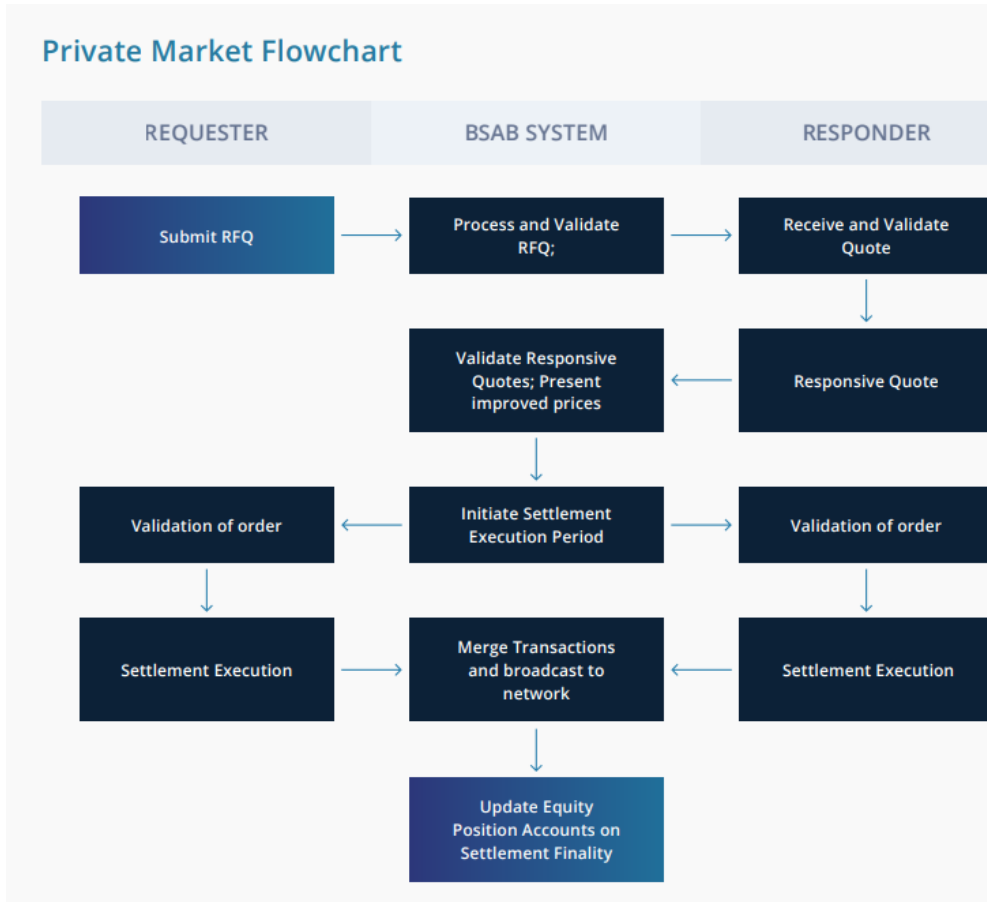 Private Market Flowchart
REQUESTER
BSAB SYSTEM
RESPONDER
Submit RFQ
Process and Validate
RFQ;
Receive and Validate
Quote
Validate Responsive
Quotes; Present
improved prices
Responsive Quote
Validation of order
Initiate Settlement
Execution Period
Validation of order
Settlement Execution
Merge Transactions
and broadcast to
network
Settlement Execution
Update Equity
Position Accounts on
Settlement Finality